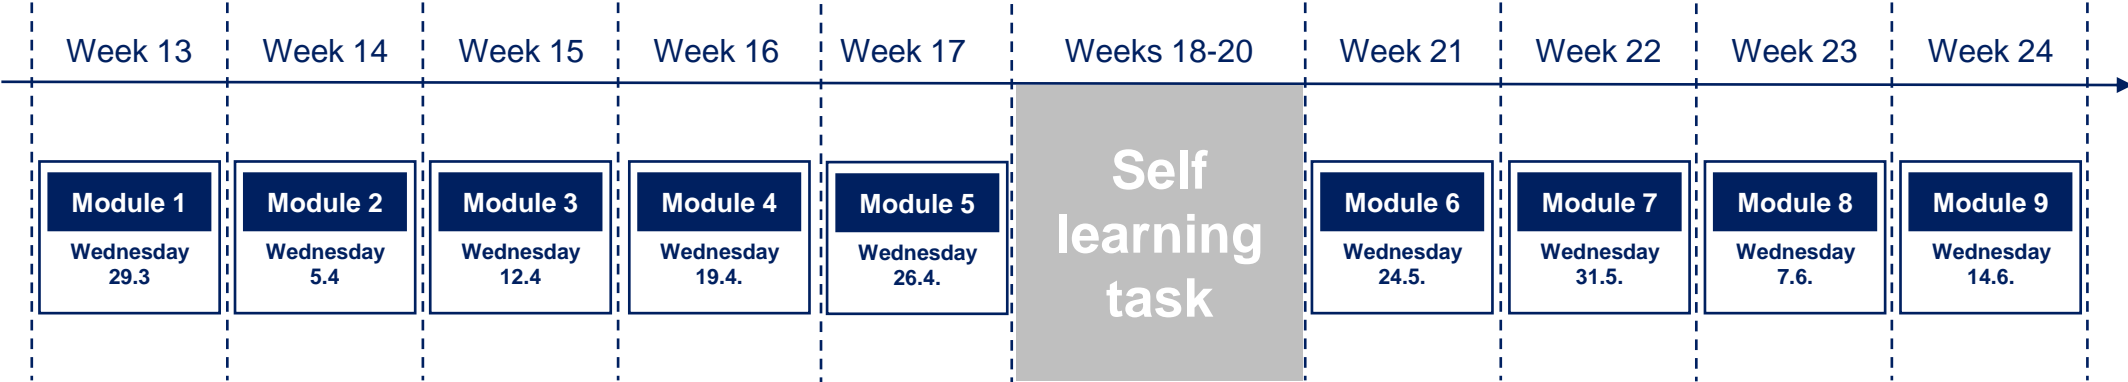 Week 13
Week 14
Week 15
Week 16
Week 17
Weeks 18-20
Week 21
Week 22
Week 23
Week 24
Module 1
Wednesday
29.3
Module 2
Wednesday
5.4
Module 3
Wednesday
12.4
Module 4
Wednesday
19.4.
Module 5
Wednesday
26.4.
Self
learning
task
Module 6
Wednesday
24.5.
Module 7
Wednesday
31.5.
Module 8
Wednesday
7.6.
Module 9
Wednesday
14.6.